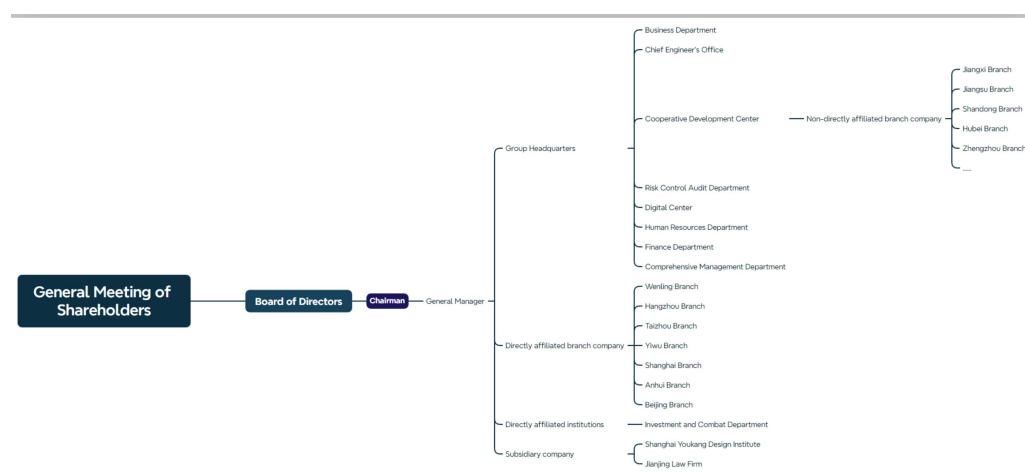 General Meeting of
Shareholders
Board of Directors
Chairman
General Manager
Group Headquarters
Business Department
Chief Engineer's Office
Cooperative Development Center
Non-directly affiliated branch company
Jiangxi Branch
Jiangsu Branch
Shandong Branch
Hubei Branch
Zhengzhou Branch
Risk Control Audit Department
Digital Center
Human Resources Department
Finance Department
Comprehensive Management Department
Directly affiliated branch company
Wenling Branch
Hangzhou Branch
Taizhou Branch
Yiwu Branch
Shanghai Branch
Anhui Branch
Beijing Branch
Directly affiliated institutions
Investment and Combat Department
Subsidiary company
Shanghai Youkang Design Institute
Jianjing Law Firm